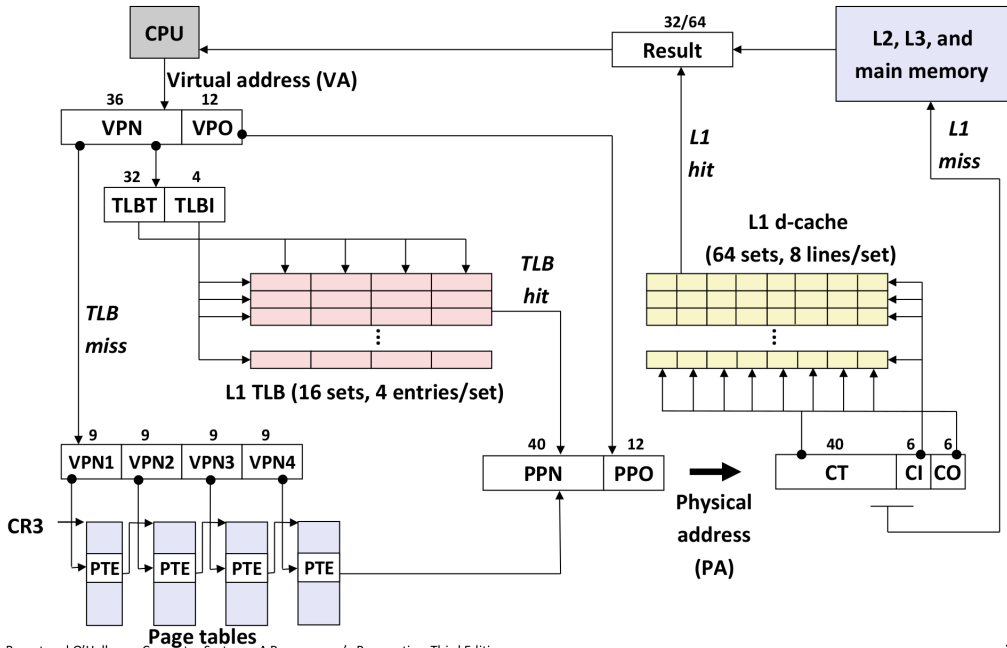 CPU
32/64
Result
L2, L3, and
main memory
Virtual address (VA)
36
12
VPN
VPO
L1
hit
L1
miss
32
4
TLBT
TLBI
L1 d-cache
(64 sets, 8 lines/set)
TLB
hit
TLB
miss
L1 TLB (16 sets, 4 entries/set)
9
9
9
9
VPN1
VPN2
VPN3
VPN4
40
12
PPN
PPO
40
6
6
CT
CI
CO
Physical
address
(PA)
CR3
PTE
PTE
PTE
PTE
Page tables